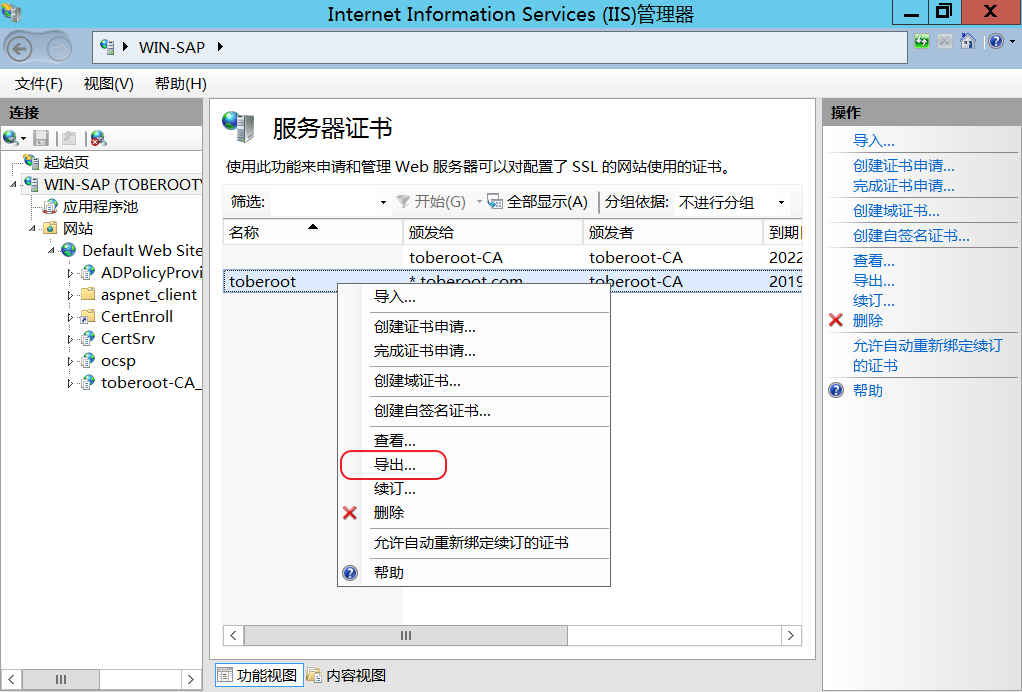 Internet Information Services (IIS)管理器
WIN-SAP
文件(F) 视图(V) 帮助(H)
连接
起始页
WIN-SAP (TOBEROOT\
应用程序池
网站
Default Web Site
ADPolicyProvi
aspnet_client
CertEnroll
CertSrv
ocsp
toberoot-CA_
服务器证书
使用此功能来申请和管理 Web 服务器可以对配置了 SSL 的网站使用的证书。
筛选: 开始(G) 全部显示(A) 分组依据: 不进行分组
名称 颁发给 颁发者 到期
toberoot-CA toberoot-CA 2022
toberoot *.toberoot.com toberoot-CA 2019
导入...
创建证书申请...
完成证书申请...
创建域证书...
创建自签名证书...
查看...
导出...
续订...
删除
允许自动重新绑定续订的证书
帮助
功能视图 内容视图
操作
导入...
创建证书申请...
完成证书申请...
创建域证书...
创建自签名证书...
查看...
导出...
续订...
删除
允许自动重新绑定续订
的证书
帮助